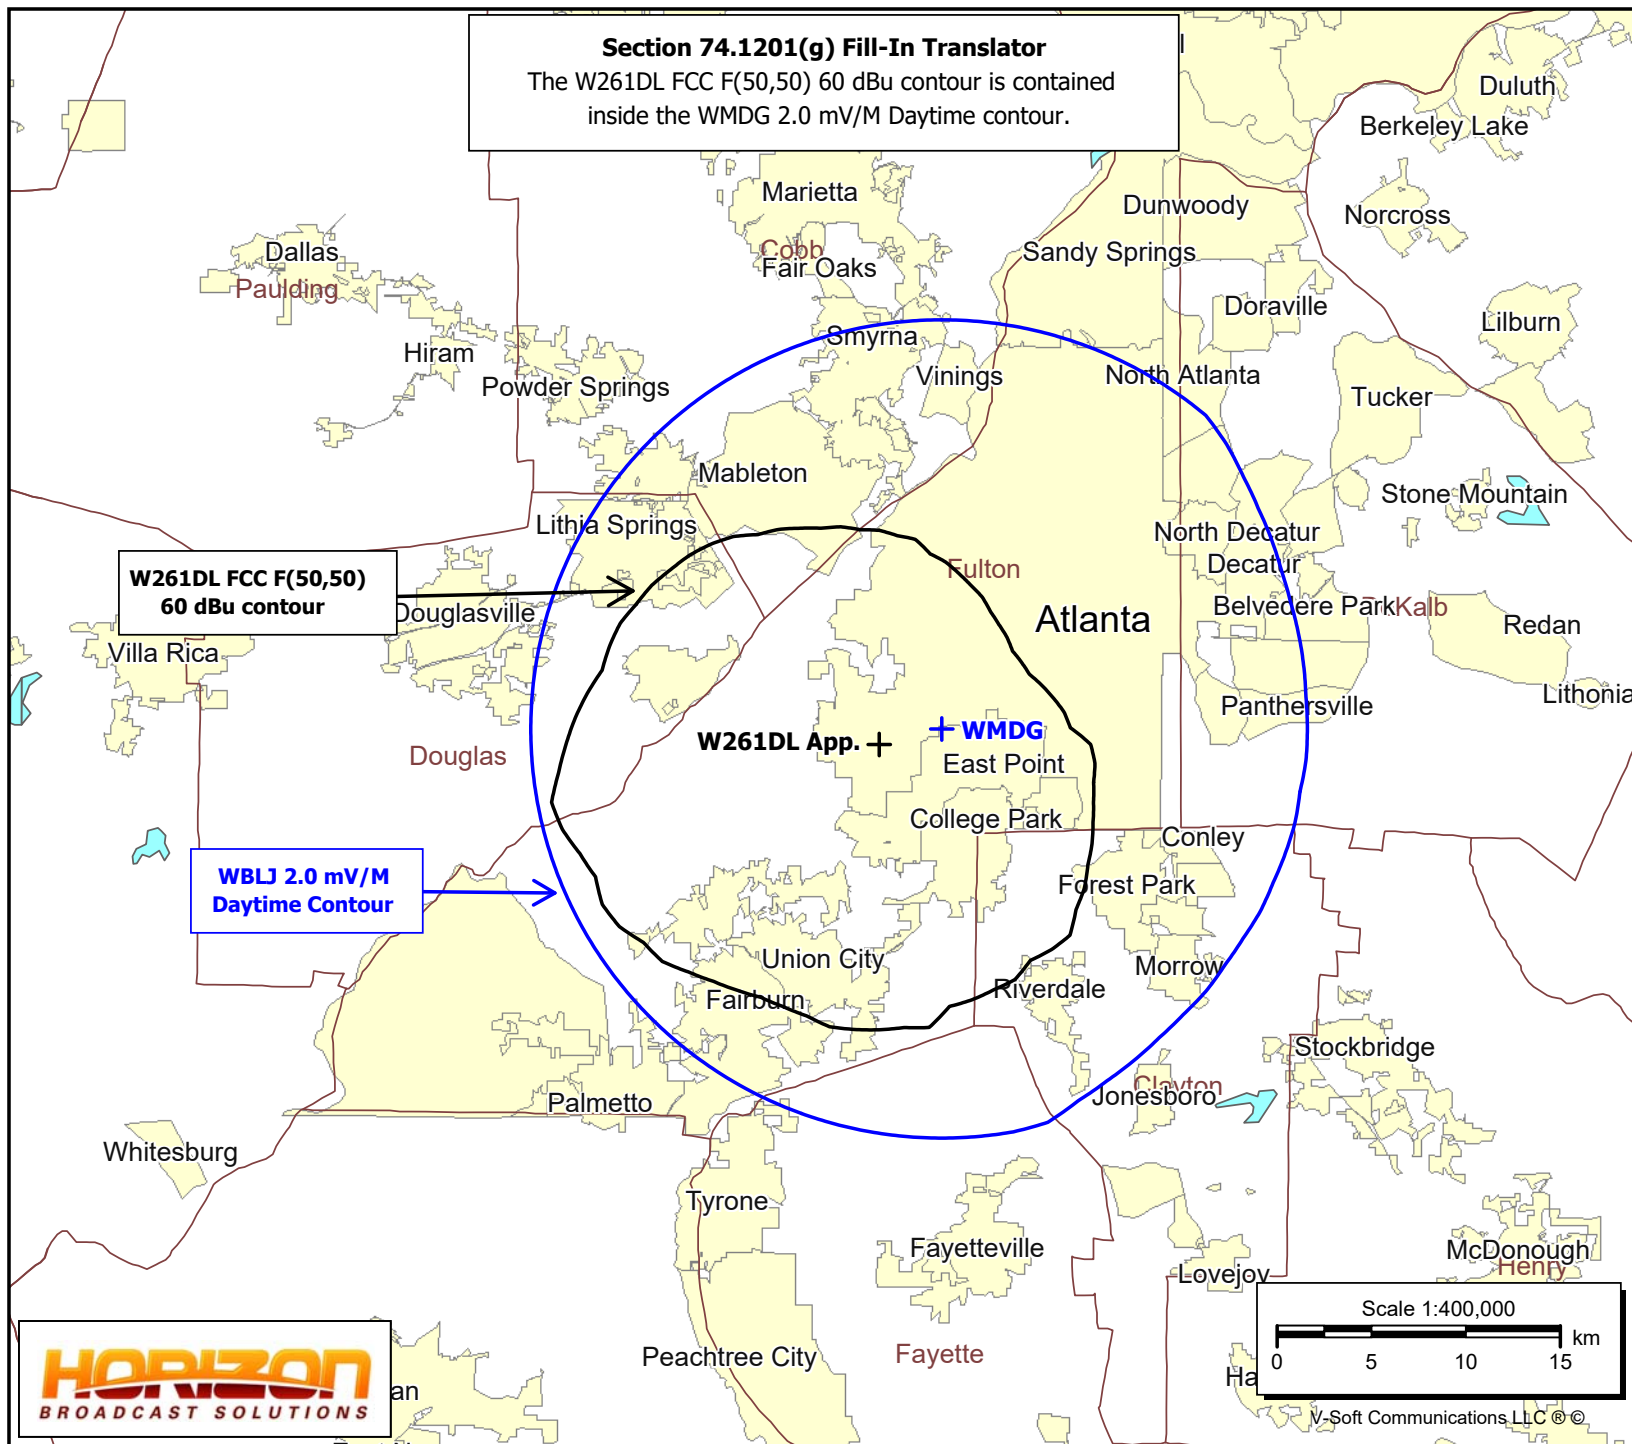 Section 74.1201(g) Fill-In Translator
The W261DL FCC F(50,50) 60 dBu contour is contained
inside the WMDG 2.0 mV/M Daytime contour.
Duluth
Berkeley Lake
Marietta
Dunwoody
Norcross
Cobb
Dallas
Sandy Springs
Fair Oaks
Paulding
Doraville
Lilburn
Smyrna
Hiram
Vinings
North Atlanta
Powder Springs
Tucker
Mableton
Stone Mountain
Lithia Springs
North Decatur
Decatur
Fulton
W261DL FCC F(50,50)
60 dBu contour
Douglasville
Atlanta
Belvedere Park
Kalb
Redan
Villa Rica
Lithonia
Panthersville
WMDG
W261DL App.
Douglas
East Point
College Park
Conley
WBLJ 2.0 mV/M
Daytime Contour
Forest Park
Union City
Morrow
Riverdale
Fairburn
Stockbridge
Clayton
Jonesboro
Palmetto
Whitesburg
Tyrone
Fayetteville
McDonough
Henry
Lovejoy
Scale 1:400,000
km
0 5 10 15
Peachtree City
Fayette
Ha
an
HORIZON
BROADCAST SOLUTIONS
V-Soft Communications LLC ® ©